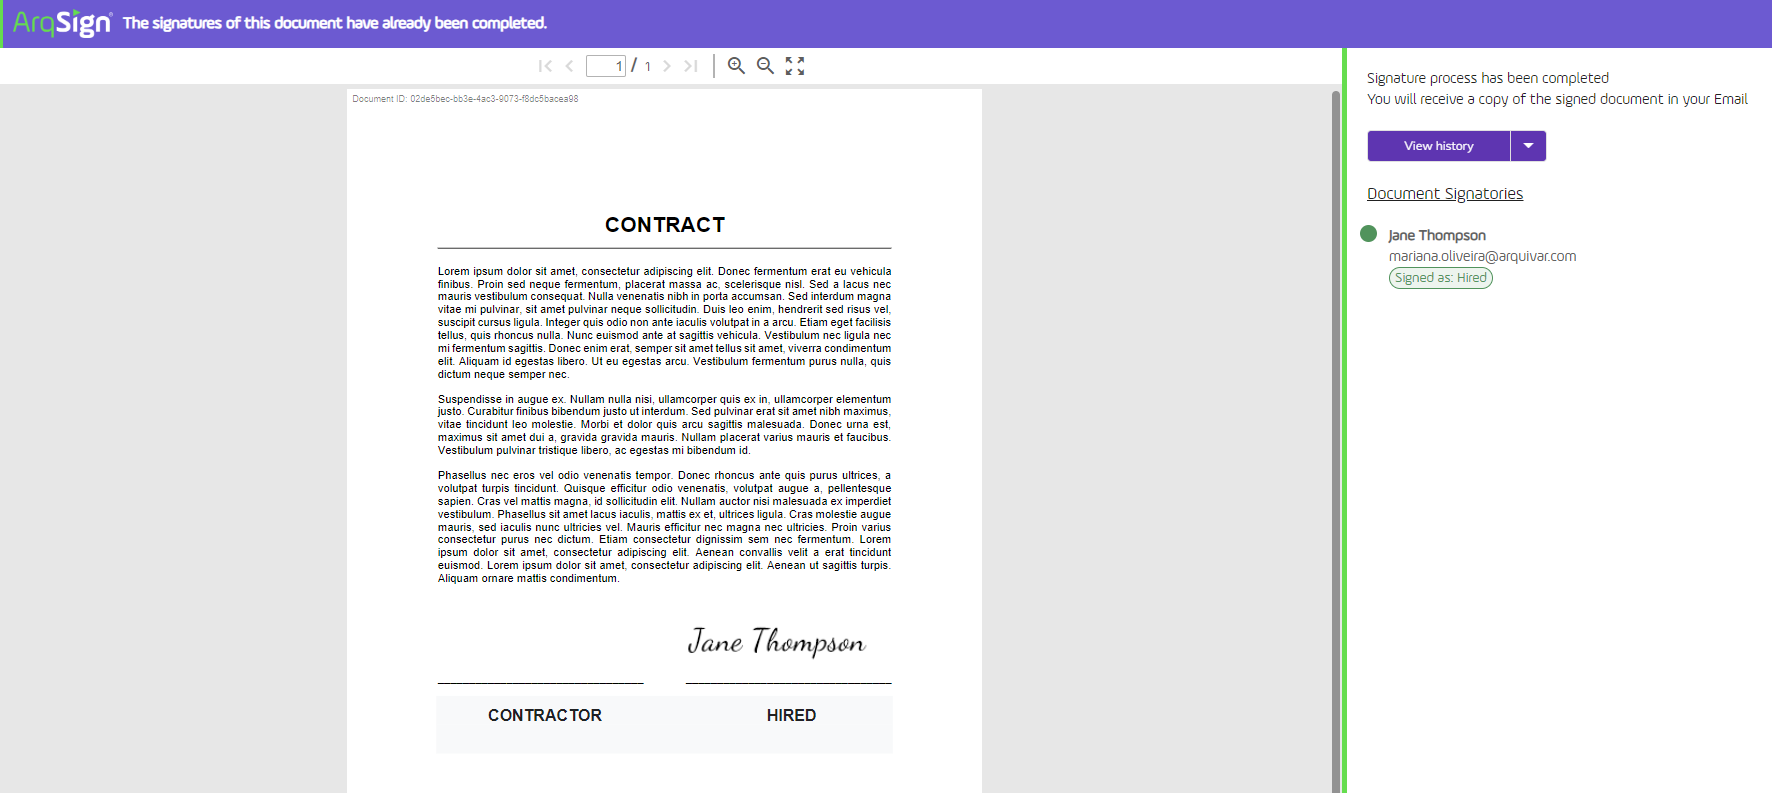 ArqSign® The signatures of this document have already been completed.
1 / 1
Document ID: 02de5bec-bb3e-4ac3-9073-f8dc5bacea98
CONTRACT
Lorem ipsum dolor sit amet, consectetur adipiscing elit. Donec fermentum erat eu vehicula
finibus. Proin sed neque fermentum, placerat massa ac, scelerisque nisl. Sed a lacus nec
mauris vestibulum consequat. Nulla venenatis nibh in porta accumsan. Sed interdum magna
vitae mi pulvinar, sit amet pulvinar neque sollicitudin. Duis leo enim, hendrerit sed risus vel,
suscipit cursus ligula. Integer quis odio non ante iaculis volutpat in a arcu. Etiam eget facilisis
tellus, quis rhoncus nulla. Nunc euismod ante at sagittis vehicula. Vestibulum nec ligula nec
mi fermentum sagittis. Donec enim erat, semper sit amet tellus sit amet, viverra condimentum
elit. Aliquam id egestas libero. Ut eu egestas arcu. Vestibulum fermentum purus nulla, quis
dictum neque semper nec.
Suspendisse in augue ex. Nullam nulla nisi, ullamcorper quis ex in, ullamcorper elementum
justo. Curabitur finibus bibendum justo ut interdum. Sed pulvinar erat sit amet nibh maximus,
vitae tincidunt leo molestie. Morbi et dolor quis arcu sagittis malesuada. Donec urna est,
maximus sit amet dui a, gravida gravida mauris. Nullam placerat varius mauris et faucibus.
Vestibulum pulvinar tristique libero, ac egestas mi bibendum id.
Phasellus nec eros vel odio venenatis tempor. Donec rhoncus ante quis purus ultrices, a
volutpat turpis tincidunt. Quisque efficitur odio venenatis, volutpat augue a, pellentesque
sapien. Cras vel mattis magna, id sollicitudin elit. Nullam auctor nisi malesuada ex imperdiet
vestibulum. Phasellus sit amet lacus iaculis, mattis ex et, ultrices ligula. Cras molestie augue
mauris, sed iaculis nunc ultricies vel. Mauris efficitur nec magna nec ultricies. Proin varius
consectetur purus nec dictum. Etiam consectetur dignissim sem nec fermentum. Lorem
ipsum dolor sit amet, consectetur adipiscing elit. Aenean convallis velit a erat tincidunt
euismod. Lorem ipsum dolor sit amet, consectetur adipiscing elit. Aenean ut sagittis turpis.
Aliquam ornare mattis condimentum.
Jane Thompson
CONTRACTOR HIRED
Signature process has been completed
You will receive a copy of the signed document in your Email
View history
Document Signatories
Jane Thompson
mariana.oliveira@arquivar.com
Signed as: Hired